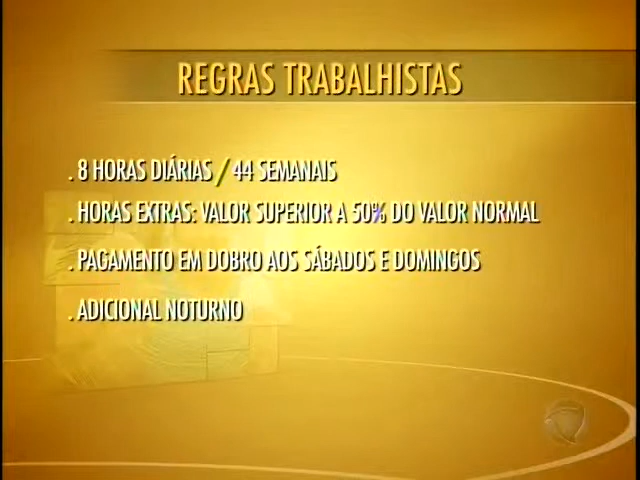 REGRAS TRABALHISTAS
. 8 HORAS DIÁRIAS / 44 SEMANAIS
. HORAS EXTRAS: VALOR SUPERIOR A 50% DO VALOR NORMAL
. PAGAMENTO EM DOBRO AOS SÁBADOS E DOMINGOS
. ADICIONAL NOTURNO